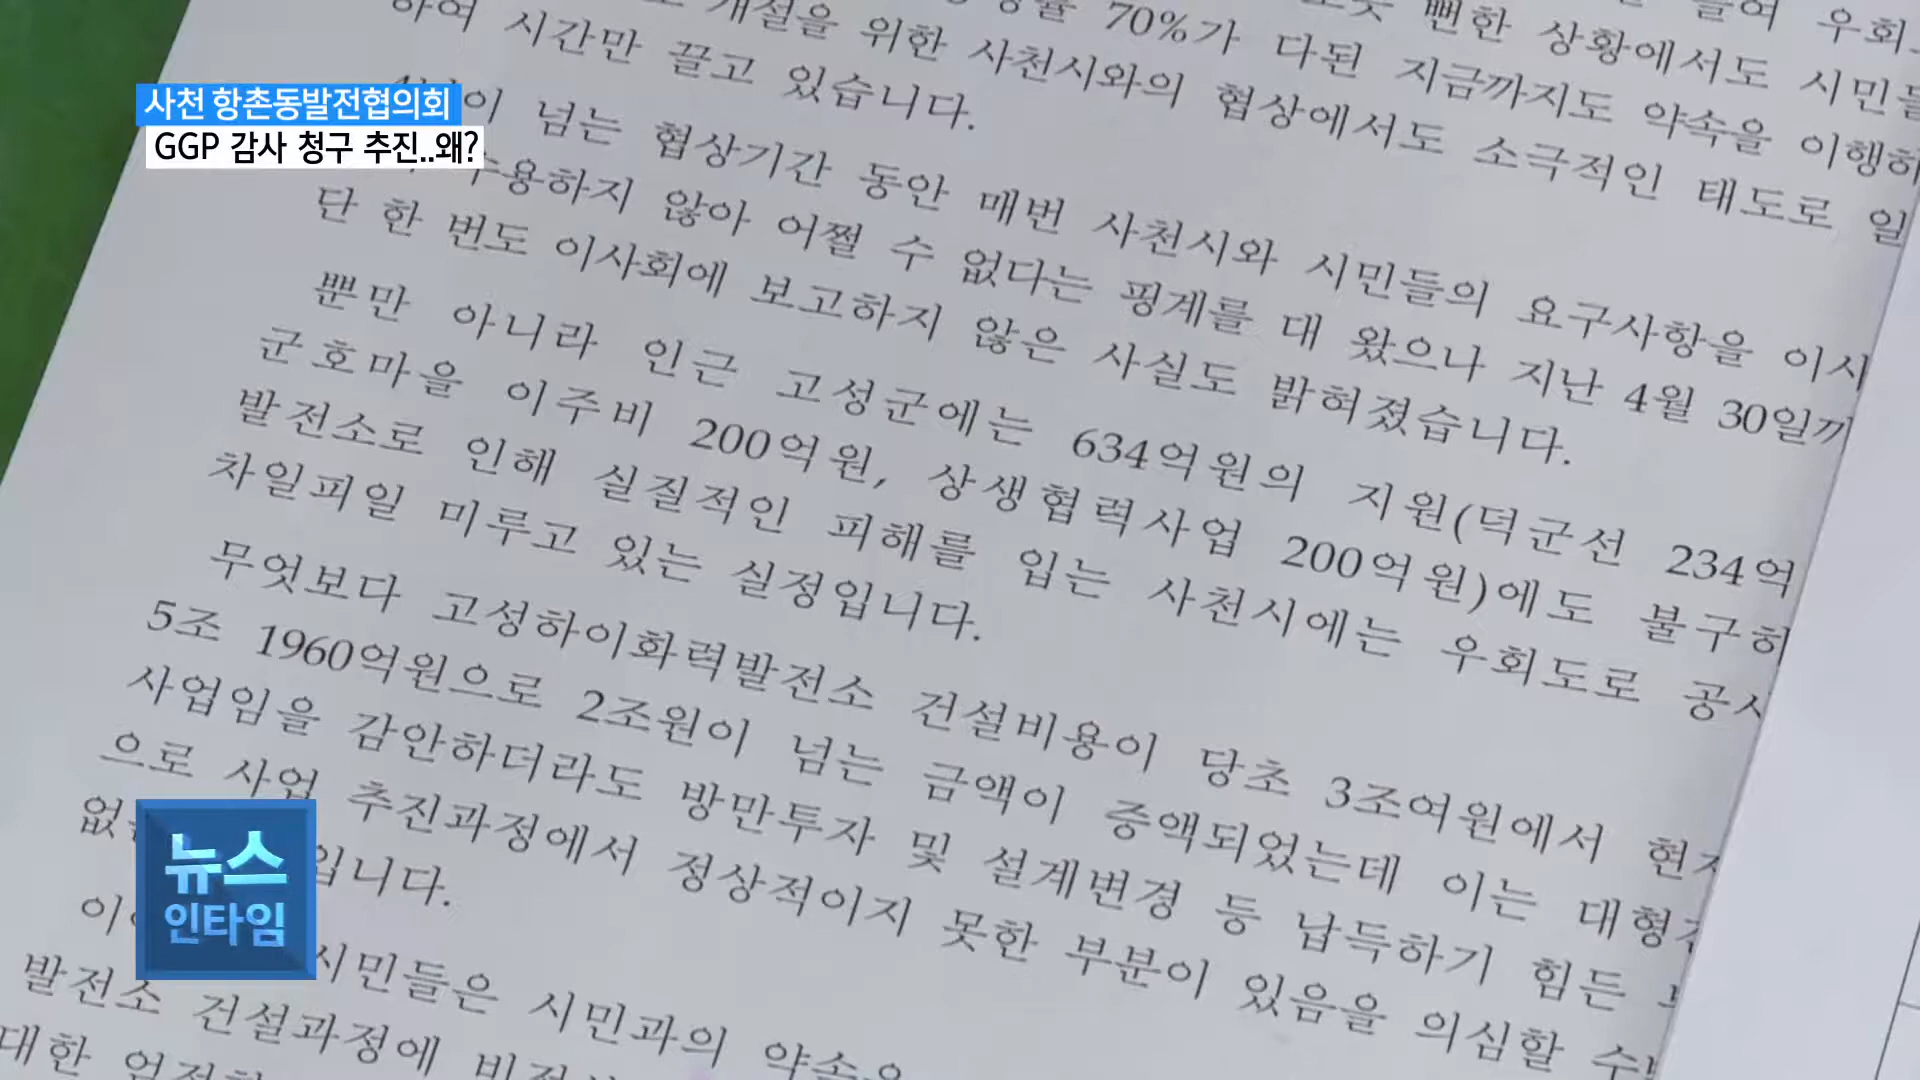 사천 항촌동발전협의회
GGP 감사 청구 추진..왜?
들여 우회
70%가 다된 뻔한 상황에서도 시민들
개설을 위한 사천시와의 협상에서도 지금까지도 약속을 이행하
하여 시간만 끌고 있습니다. 소극적인 태도로 일
넘는 협상기간 동안 매번 사천시와 시민들의 요구사항을 이사
수용하지 않아 어쩔 수 없다는 핑계를 대 왔으나 지난 4월 30일까
단 한 번도 이사회에 보고하지 않은 사실도 밝혀졌습니다.
뿐만 아니라 인근 고성군에는 634억원의 지원(덕군선 234억
군호마을 이주비 200억원, 상생협력사업 200억원)에도 불구하
발전소로 인해 실질적인 피해를 입는 사천시에는 우회도로 공사
차일피일 미루고 있는 실정입니다.
무엇보다 고성하이화력발전소 건설비용이 당초 3조여원에서 현재
5조 1960억원으로 2조원이 넘는 금액이 증액되었는데 이는 대형
사업임을 감안하더라도 방만투자 및 설계변경 등 납득하기 힘든
으로 사업 추진과정에서 정상적이지 못한 부분이 있음을 의심할 수
입니다.
시민들은 시민과의 약속을
발전소 건설과정에
대한 엄정한
뉴스
인타임